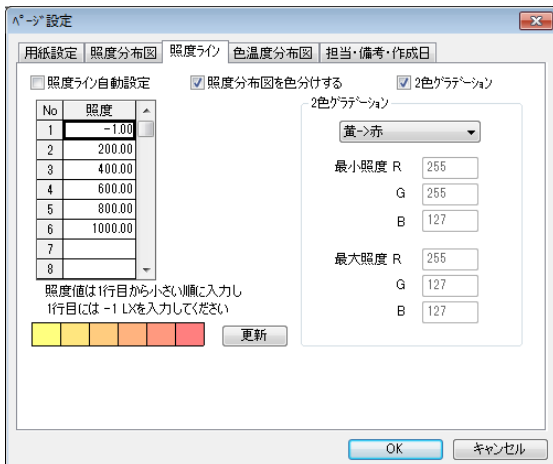 ﾍﾟｰｼﾞ設定
用紙設定 照度分布図 照度ライン 色温度分布図 担当・備考・作成日
照度ライン自動設定 照度分布図を色分けする 2色ｸﾞﾗﾃﾞｰｼｮﾝ
No 照度
1 -1.00
2 200.00
3 400.00
4 600.00
5 800.00
6 1000.00
7
8
照度値は1行目から小さい順に入力し
1行目には -1 LXを入力してください
更新
2色ｸﾞﾗﾃﾞｰｼｮﾝ
黄->赤
最小照度 R 255
G 255
B 127
最大照度 R 255
G 127
B 127
OK キャンセル